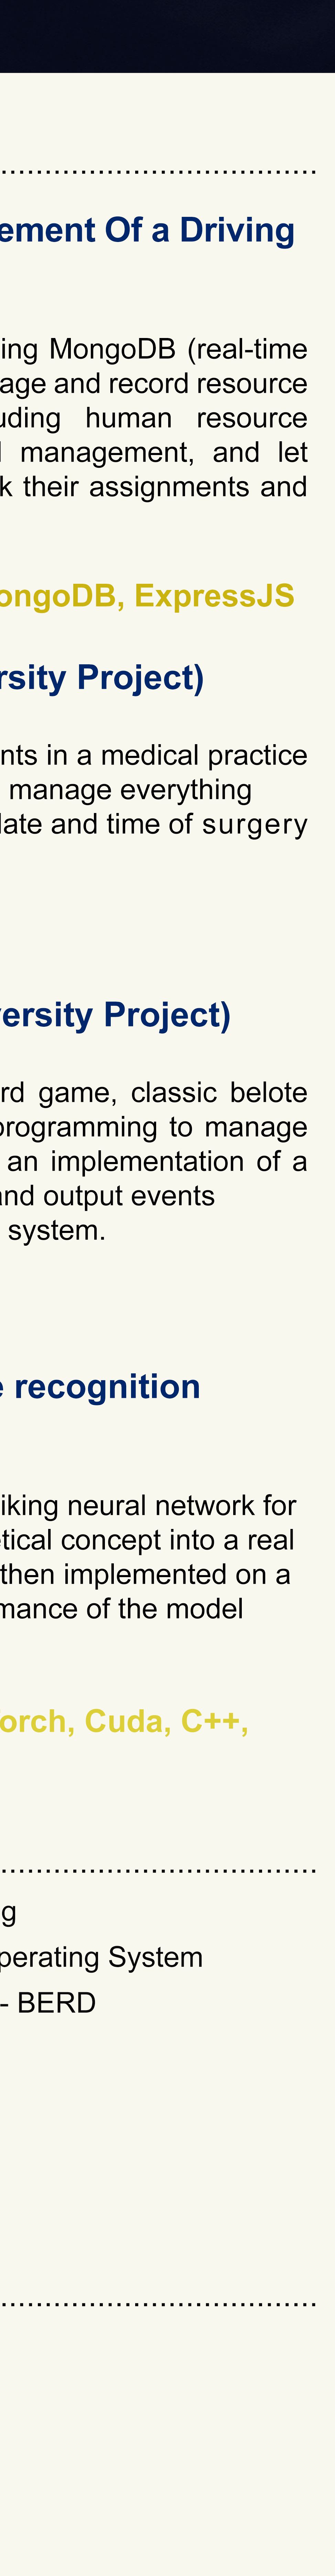 ement Of a Driving
ing MongoDB (real-time
age and record resource
uding human resource
management, and let
k their assignments and
ongoDB, ExpressJS
rsity Project)
nts in a medical practice
manage everything
late and time of surgery
ersity Project)
rd game, classic belote
programming to manage
an implementation of a
and output events
system.
e recognition
iking neural network for
etical concept into a real
then implemented on a
mance of the model
orch, Cuda, C++,
g
perating System
- BERD